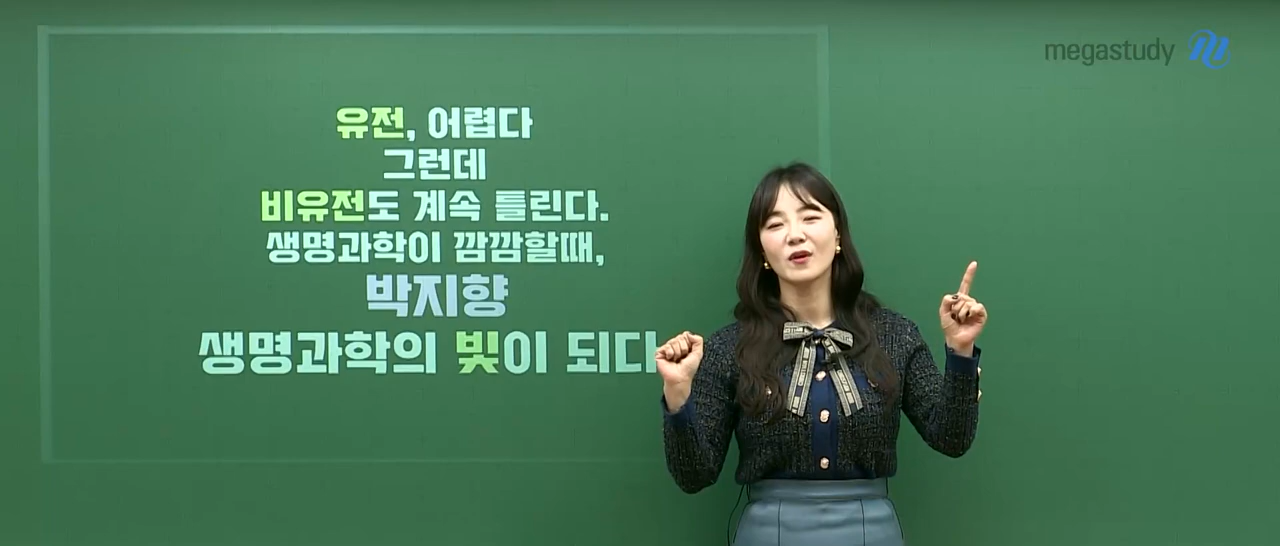 megastudy
유전, 어렵다
그런데
비유전도 계속 틀린다.
생명과학이 깜깜할때,
박지향
생명과학의 빛이 되다